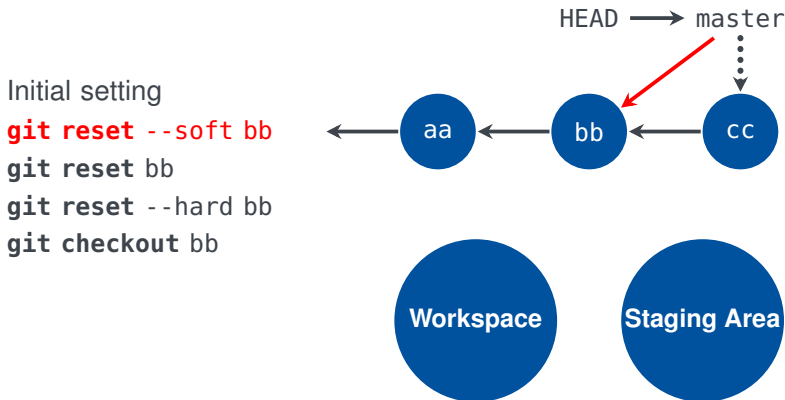 HEAD master
Initial setting
git reset --soft bb
git reset bb
git reset --hard bb
git checkout bb
aa bb cc
Workspace Staging Area